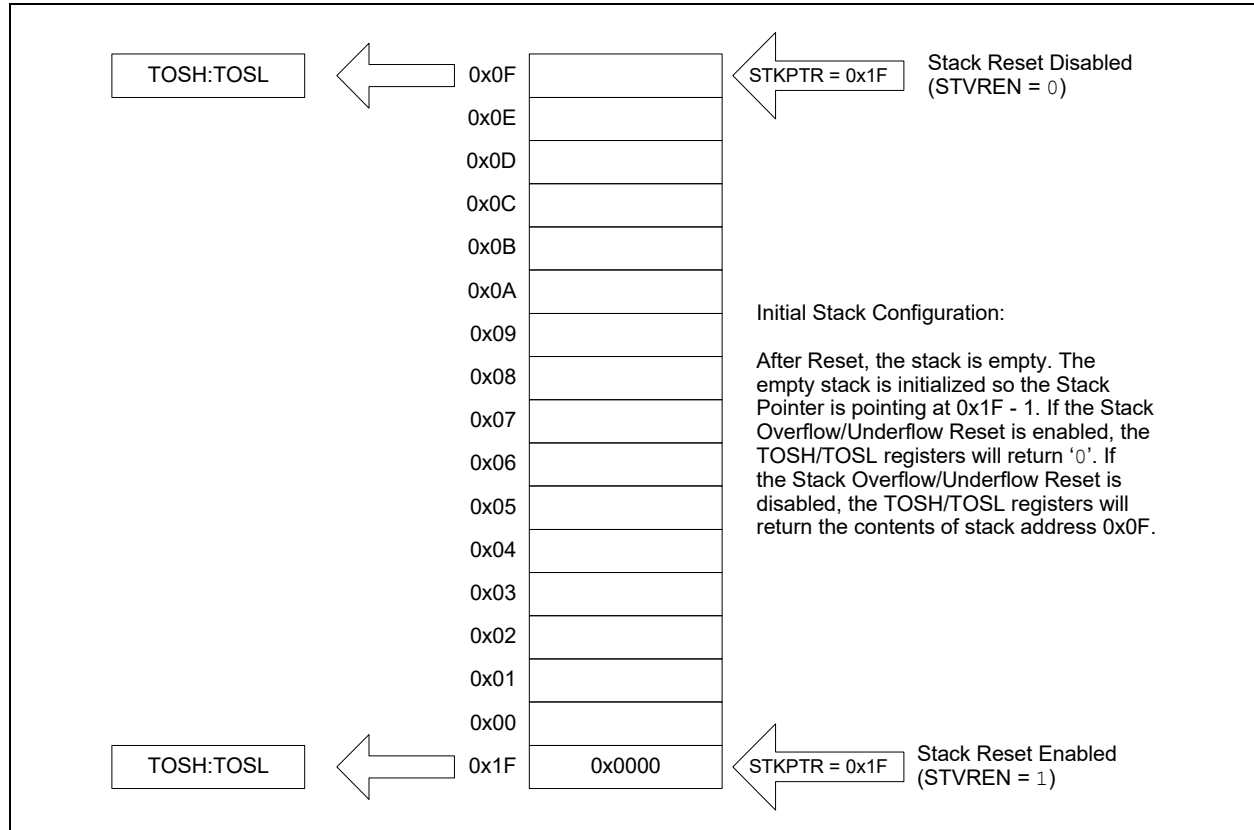 TOSH:TOSL
0x0F
STKPTR = 0x1F
Stack Reset Disabled
(STVREN = 0)
0x0E
0x0D
0x0C
0x0B
0x0A
0x09
0x08
0x07
0x06
0x05
0x04
0x03
0x02
0x01
0x00
Initial Stack Configuration:
After Reset, the stack is empty. The
empty stack is initialized so the Stack
Pointer is pointing at 0x1F - 1. If the Stack
Overflow/Underflow Reset is enabled, the
TOSH/TOSL registers will return ‘0’. If
the Stack Overflow/Underflow Reset is
disabled, the TOSH/TOSL registers will
return the contents of stack address 0x0F.
TOSH:TOSL
0x1F
0x0000
STKPTR = 0x1F
Stack Reset Enabled
(STVREN = 1)